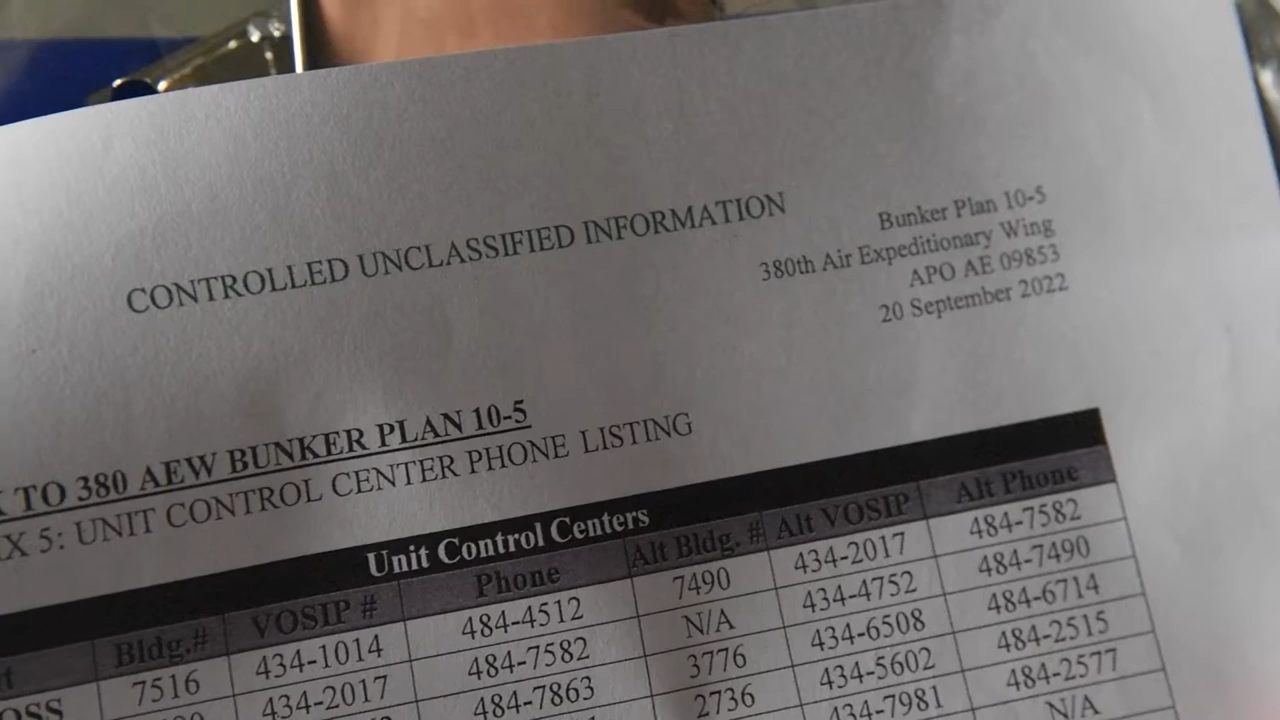 CONTROLLED UNCLASSIFIED INFORMATION
Bunker Plan 10-5
380th Air Expeditionary Wing
APO AE 09853
20 September 2022
TO 380 AEW BUNKER PLAN 10-5
5: UNIT CONTROL CENTER PHONE LISTING
Unit Control Centers
Bldg.# VOSIP # Phone Alt Bldg. # Alt VOSIP Alt Phone
7516 434-1014 484-4512 7490 434-2017 484-7582
434-2017 484-7582 N/A 434-4752 484-7490
484-7863 3776 434-6508 484-6714
2736 434-5602 484-2515
434-7981 484-2577
N/A